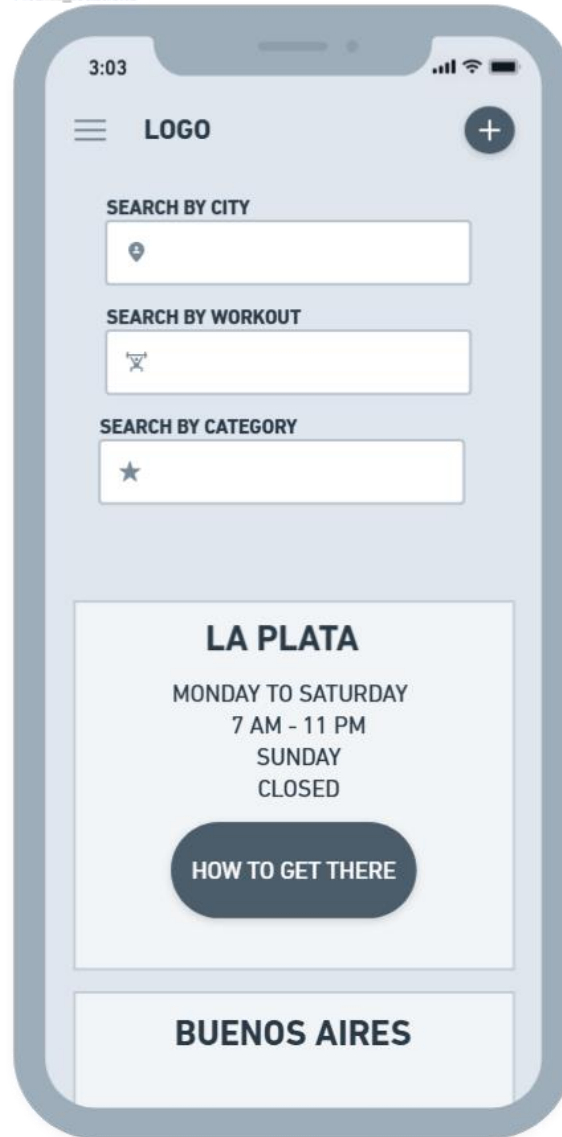 3:03
LOGO
SEARCH BY CITY
SEARCH BY WORKOUT
SEARCH BY CATEGORY
LA PLATA
MONDAY TO SATURDAY
7 AM - 11 PM
SUNDAY
CLOSED
HOW TO GET THERE
BUENOS AIRES